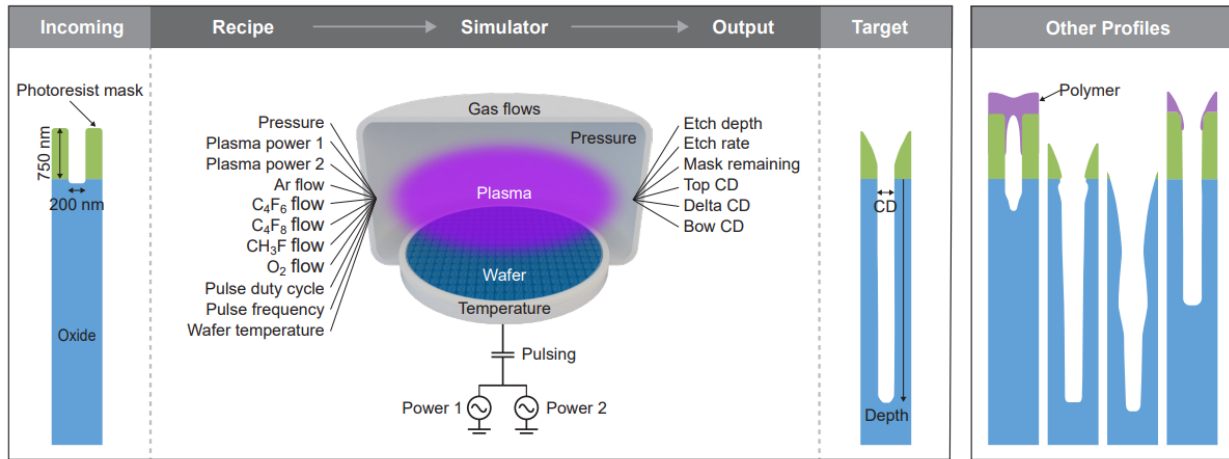 Incoming
Recipe
Simulator
Output
Target
Other Profiles
Photoresist mask
750 nm
200 nm
Oxide
Pressure
Plasma power 1
Plasma power 2
Ar flow
C₄F₆ flow
C₄F₈ flow
CH₃F flow
O₂ flow
Pulse duty cycle
Pulse frequency
Wafer temperature
Gas flows
Pressure
Plasma
Wafer
Temperature
Pulsing
Power 1
Power 2
Etch depth
Etch rate
Mask remaining
Top CD
Delta CD
Bow CD
CD
Depth
Polymer